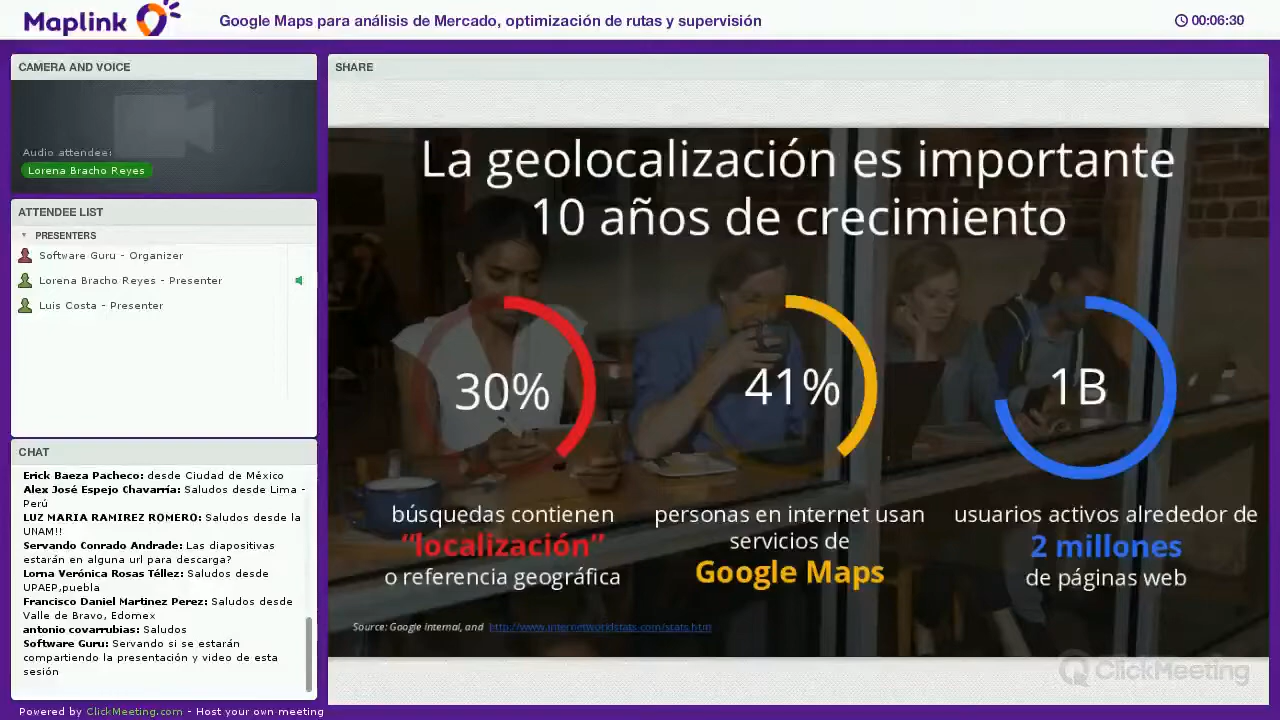 Maplink
Google Maps para análisis de Mercado, optimización de rutas y supervisión
00:06:30
CAMERA AND VOICE
Audio attendee:
Lorena Bracho Reyes
ATTENDEE LIST
PRESENTERS
Software Guru - Organizer
Lorena Bracho Reyes - Presenter
Luis Costa - Presenter
CHAT
Erick Baeza Pacheco: desde Ciudad de México
Alex José Espejo Chavarría: Saludos desde Lima -
Perú
LUZ MARIA RAMIREZ ROMERO: Saludos desde la
UNAM!!
Servando Conrado Andrade: Las diapositivas
estarán en alguna url para descarga?
Lorna Verónica Rosas Téllez: Saludos desde
UPAEP,puebla
Francisco Daniel Martinez Perez: Saludos desde
Valle de Bravo, Edomex
antonio covarrubias: Saludos
Software Guru: Servando si se estarán
compartiendo la presentación y video de esta
sesión
Powered by ClickMeeting.com - Host your own meeting
SHARE
La geolocalización es importante
10 años de crecimiento
30%
búsquedas contienen
“localización”
o referencia geográfica
41%
personas en internet usan
servicios de
Google Maps
1B
usuarios activos alrededor de
2 millones
de páginas web
Source: Google Internal, and http://www.internetworldstats.com/stats.htm
ClickMeeting